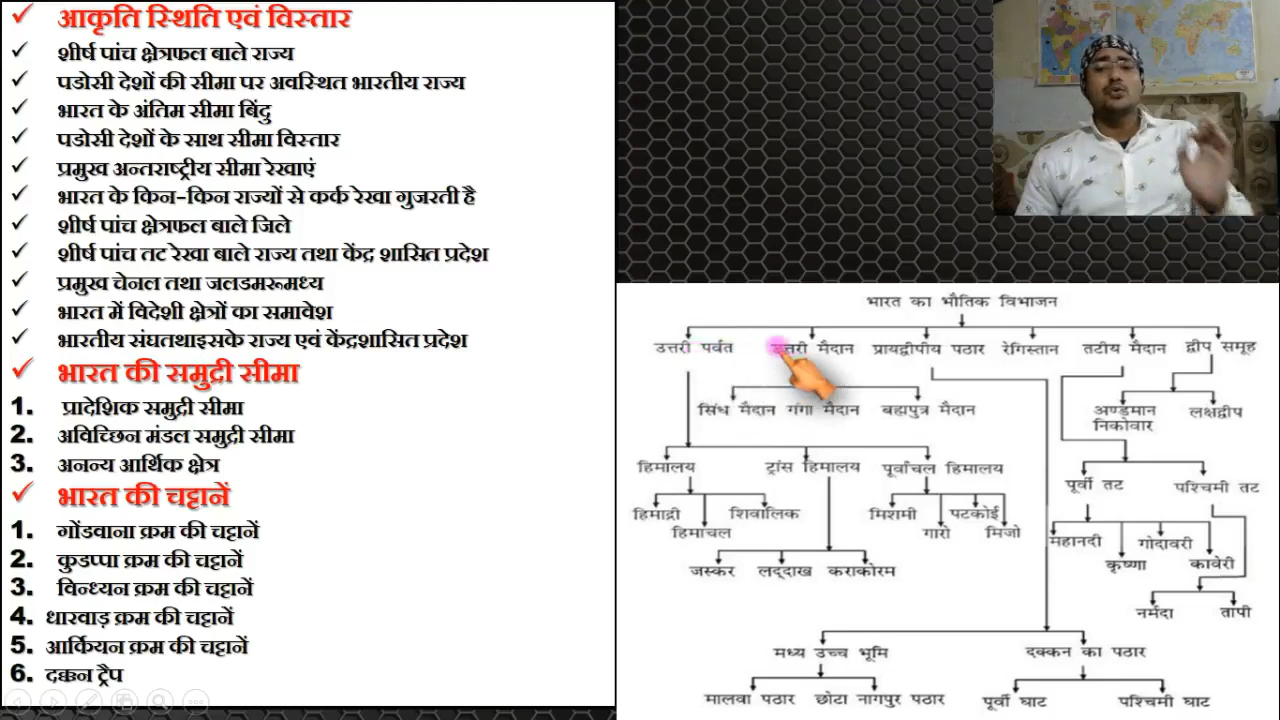 आकृति स्थिति एवं विस्तार
शीर्ष पांच क्षेत्रफल बाले राज्य
पडोसी देशों की सीमा पर अवस्थित भारतीय राज्य
भारत के अंतिम सीमा बिंदु
पडोसी देशों के साथ सीमा विस्तार
प्रमुख अन्तराष्ट्रीय सीमा रेखाएं
भारत के किन-किन राज्यों से कर्क रेखा गुजरती है
शीर्ष पांच क्षेत्रफल बाले जिले
शीर्ष पांच तट रेखा बाले राज्य तथा केंद्र शासित प्रदेश
प्रमुख चेनल तथा जलडमरूमध्य
भारत में विदेशी क्षेत्रों का समावेश
भारतीय संघतथाइसके राज्य एवं केंद्रशासित प्रदेश
भारत की समुद्री सीमा
1. प्रादेशिक समुद्री सीमा
2. अविच्छिन मंडल समुद्री सीमा
3. अनन्य आर्थिक क्षेत्र
भारत की चट्टानें
1. गोंडवाना क्रम की चट्टानें
2. कुडप्पा क्रम की चट्टानें
3. विन्ध्यन क्रम की चट्टानें
4. धारवाड़ क्रम की चट्टानें
5. आर्कियन क्रम की चट्टानें
6. दक्कन ट्रैप
भारत का भौतिक विभाजन
उत्तरी पर्वत उत्तरी मैदान प्रायद्वीपीय पठार रेगिस्तान तटीय मैदान द्वीप समूह
सिंध मैदान गंगा मैदान बह्मपुत्र मैदान अण्डमान निकोवार लक्षद्वीप
हिमालय ट्रांस हिमालय पूर्वांचल हिमालय पूर्वी तट पश्चिमी तट
हिमाद्री हिमाचल शिवालिक मिशमी गारो पटकोई मिजो महानदी कृष्णा गोदावरी कावेरी
जस्कर लद्दाख कराकोरम नर्मदा तापी
मध्य उच्च भूमि दक्कन का पठार
मालवा पठार छोटा नागपुर पठार पूर्वी घाट पश्चिमी घाट